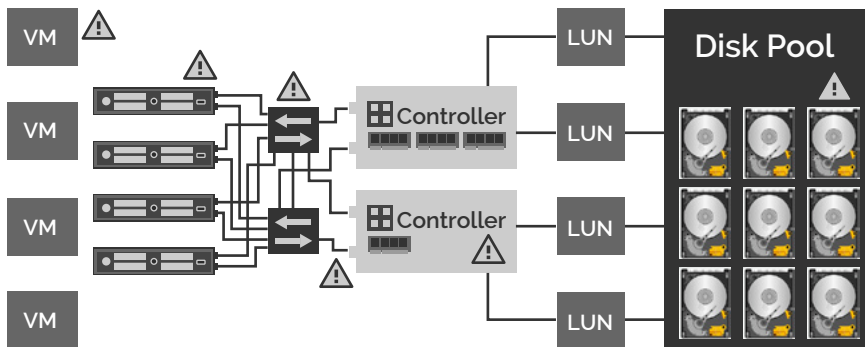 VM
LUN
Disk Pool
VM
Controller
LUN
VM
Controller
LUN
VM
LUN